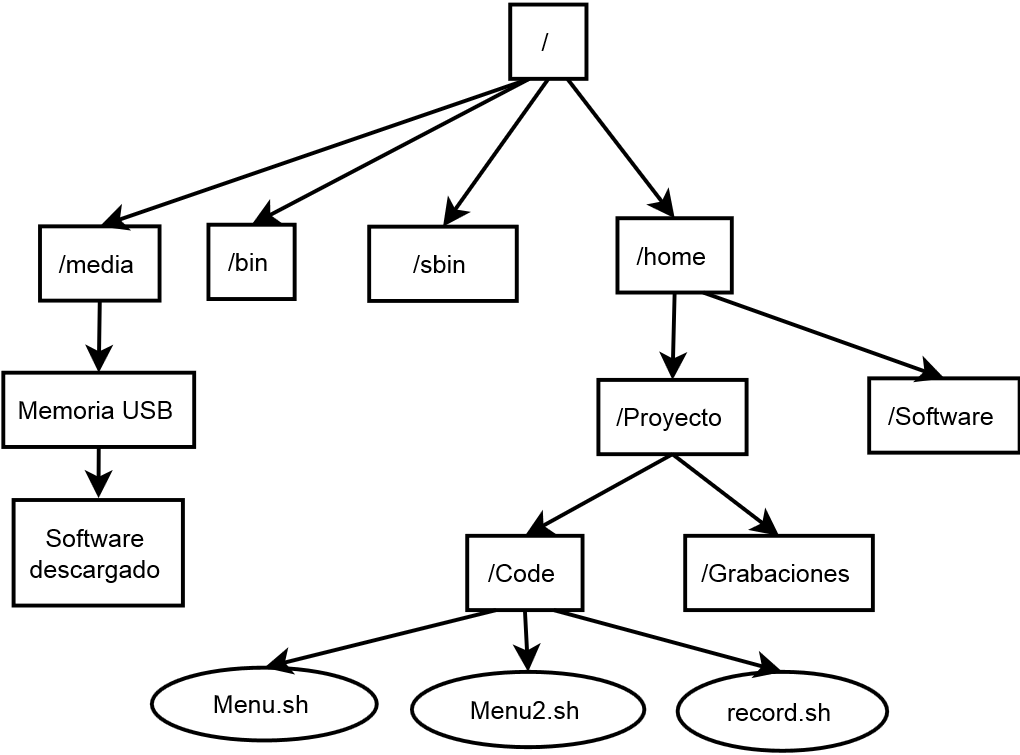 /
/media
/bin
/sbin
/home
Memoria USB
/Proyecto
/Software
Software
descargado
/Code
/Grabaciones
Menu.sh
Menu2.sh
record.sh